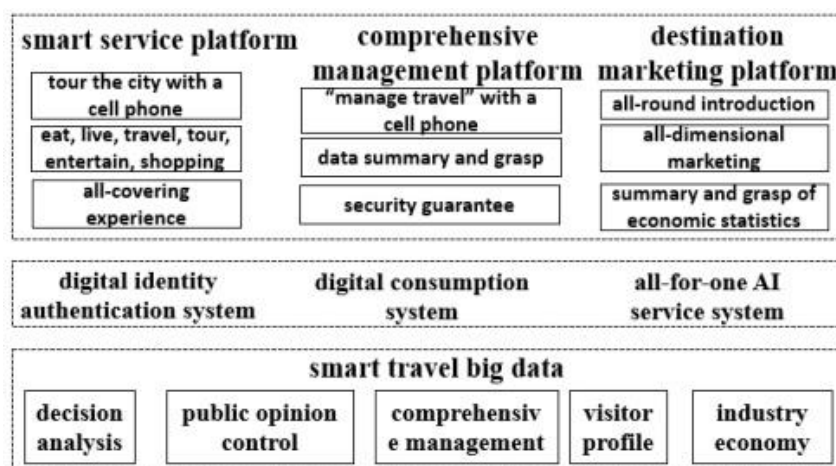 smart service platform
tour the city with a
cell phone
eat, live, travel, tour,
entertain, shopping
all-covering
experience
comprehensive
management platform
“manage travel” with a
cell phone
data summary and grasp
security guarantee
destination
marketing platform
all-round introduction
all-dimensional
marketing
summary and grasp of
economic statistics
digital identity
authentication system
digital consumption
system
all-for-one AI
service system
smart travel big data
decision
analysis
public opinion
control
comprehensiv
e management
visitor
profile
industry
economy